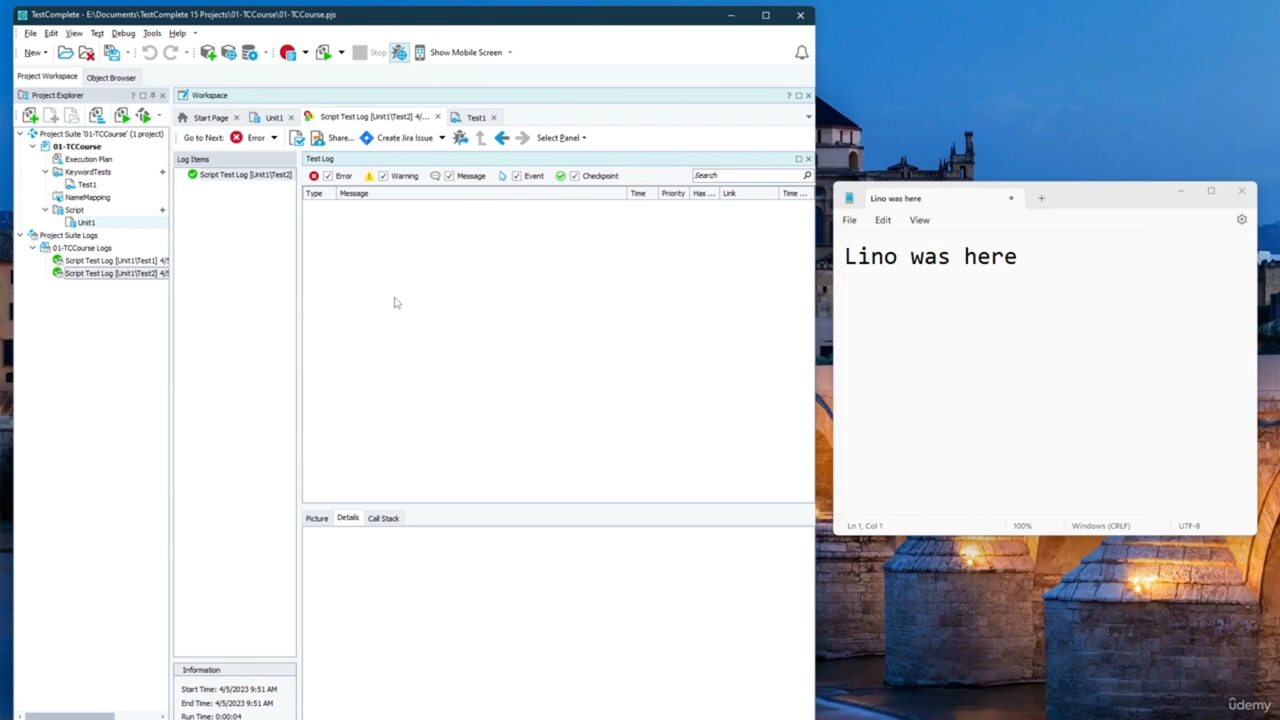 TestComplete - E:\Documents\TestComplete 15 Projects\01-TCCourse\01-TCCourse.pjs
File Edit View Test Debug Tools Help
New Stop Show Mobile Screen
Project Workspace Object Browser
Project Explorer
Workspace
Start Page Unit1 Script Test Log [Unit1\Test2] 4/... Test1
Go to Next: Error Share... Create Jira Issue Select Panel
Project Suite '01-TCCourse' (1 project)
01-TCCourse
Execution Plan
KeywordTests
Test1
NameMapping
Script
Unit1
Project Suite Logs
01-TCCourse Logs
Script Test Log [Unit1\Test1] 4/5
Script Test Log [Unit1\Test2] 4/5
Log Items
Script Test Log [Unit1\Test2]
Information
Start Time: 4/5/2023 9:51 AM
End Time: 4/5/2023 9:51 AM
Run Time: 0:00:04
Test Log
Error Warning Message Event Checkpoint Search
Type Message Time Priority Has ... Link Time ...
Picture Details Call Stack
Lino was here
File Edit View
Lino was here
Ln 1, Col 1 100% Windows (CRLF) UTF-8
ûdemy